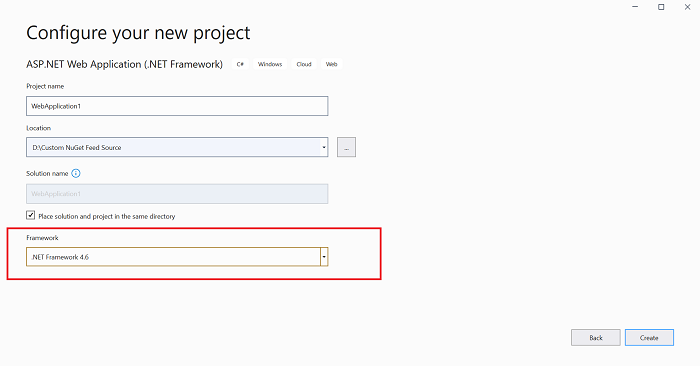 Configure your new project
ASP.NET Web Application (.NET Framework) C# Windows Cloud Web
Project name
WebApplication1
Location
D:\Custom NuGet Feed Source
...
Solution name
WebApplication1
Place solution and project in the same directory
Framework
.NET Framework 4.6
Back Create